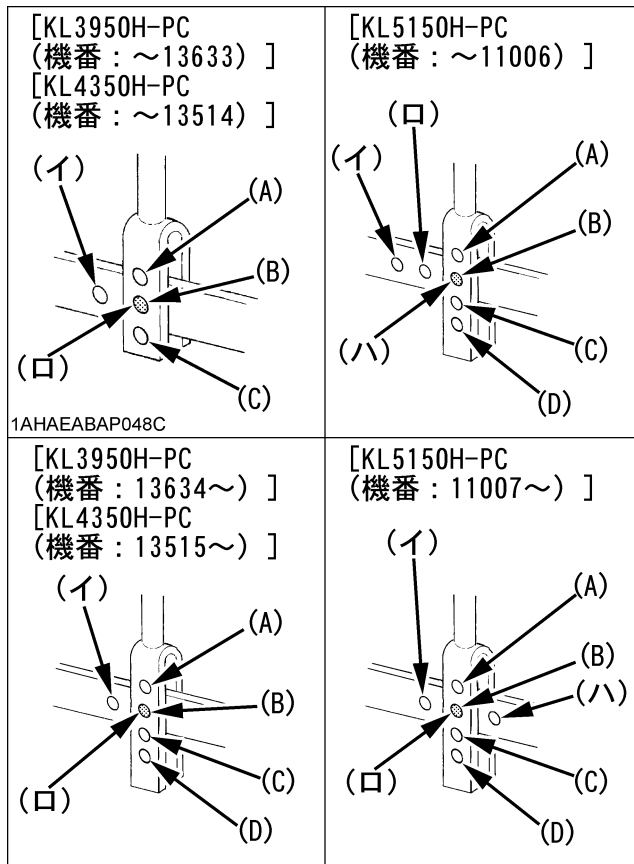 [KL3950H-PC
(機番：～13633) ]
[KL4350H-PC
(機番：～13514) ]
(イ)
(A)
(B)
(ロ)
(C)
1AHAEABAP048C
[KL5150H-PC
(機番：～11006) ]
(ロ)
(イ)
(A)
(B)
(ハ)
(C)
(D)
[KL3950H-PC
(機番：13634～) ]
[KL4350H-PC
(機番：13515～) ]
(イ)
(A)
(B)
(ロ)
(C)
(D)
[KL5150H-PC
(機番：11007～) ]
(イ)
(A)
(B)
(ハ)
(ロ)
(C)
(D)